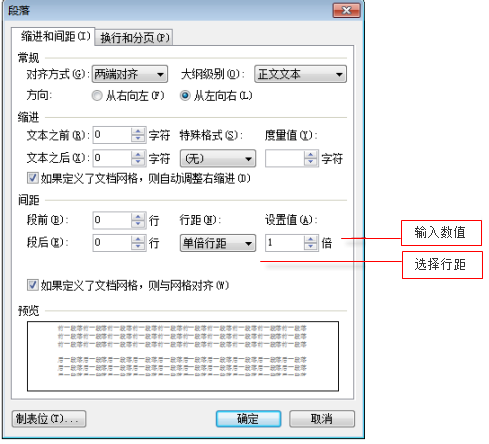 段落
缩进和间距(I) 换行和分页(P)
常规
对齐方式(G): 两端对齐 大纲级别(O): 正文文本
方向: 从右向左(F) 从左向右(L)
缩进
文本之前(R): 0 字符 特殊格式(S): 度量值(Y):
文本之后(X): 0 字符 (无) 字符
如果定义了文档网格，则自动调整右缩进(D)
间距
段前(B): 0 行 行距(N): 设置值(A):
段后(E): 0 行 单倍行距 1 倍
输入数值
选择行距
如果定义了文档网格，则与网格对齐(W)
预览
制表位(T)... 确定 取消